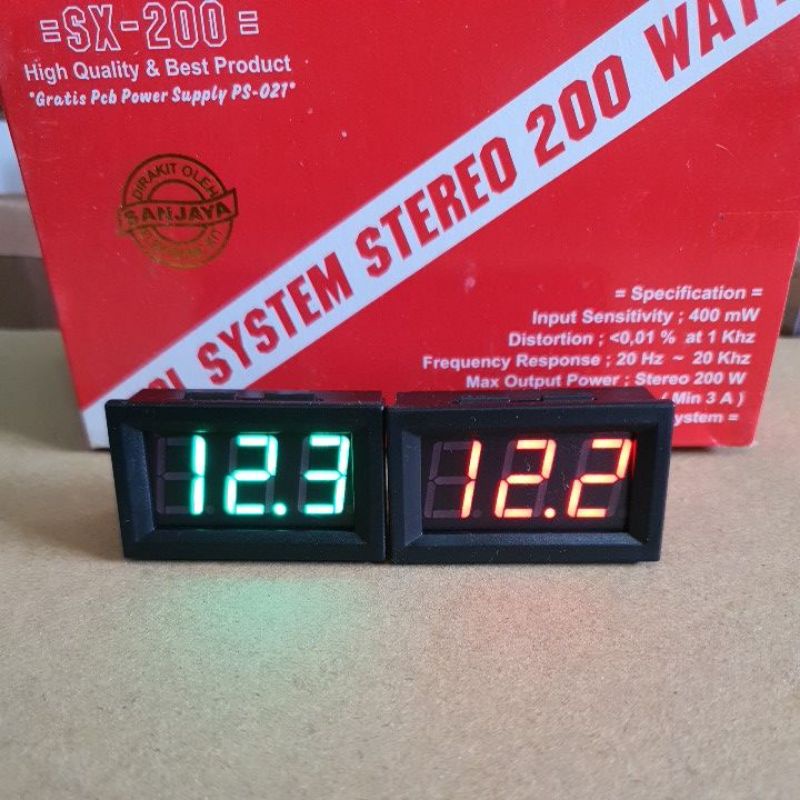 =SX-200=
High Quality & Best Product
"Gratis Pcb Power Supply PS-021"
DIRAKIT OLEH
SANJAYA
SYSTEM STEREO 200 WATT
= Specification =
Input Sensitivity ; 400 mW
Distortion ; <0,01 % at 1 Khz
Frequency Response ; 20 Hz ~ 20 Khz
Max Output Power ; Stereo 200 W
( Min 3 A )
ystem =
12.3
12.2